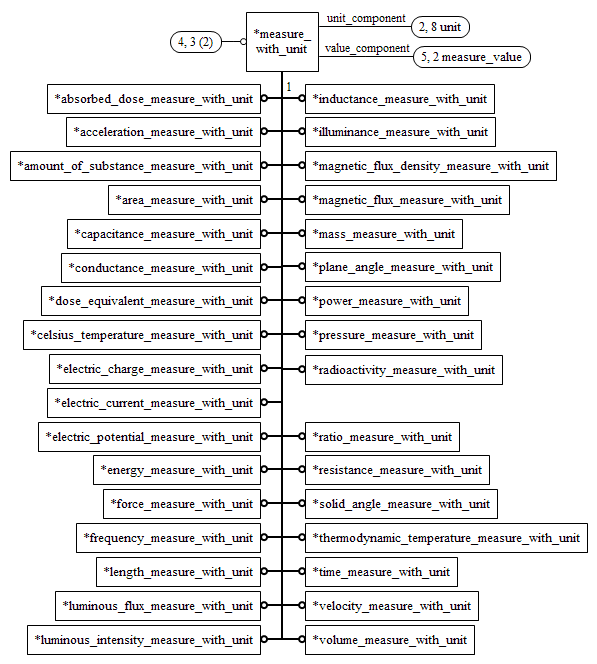 *measure_
with_unit
4, 3 (2)
unit_component
2, 8 unit
value_component
5, 2 measure_value
1
*absorbed_dose_measure_with_unit
*inductance_measure_with_unit
*acceleration_measure_with_unit
*illuminance_measure_with_unit
*amount_of_substance_measure_with_unit
*magnetic_flux_density_measure_with_unit
*area_measure_with_unit
*magnetic_flux_measure_with_unit
*capacitance_measure_with_unit
*mass_measure_with_unit
*conductance_measure_with_unit
*plane_angle_measure_with_unit
*dose_equivalent_measure_with_unit
*power_measure_with_unit
*celsius_temperature_measure_with_unit
*pressure_measure_with_unit
*electric_charge_measure_with_unit
*radioactivity_measure_with_unit
*electric_current_measure_with_unit
*electric_potential_measure_with_unit
*ratio_measure_with_unit
*energy_measure_with_unit
*resistance_measure_with_unit
*force_measure_with_unit
*solid_angle_measure_with_unit
*frequency_measure_with_unit
*thermodynamic_temperature_measure_with_unit
*length_measure_with_unit
*time_measure_with_unit
*luminous_flux_measure_with_unit
*velocity_measure_with_unit
*luminous_intensity_measure_with_unit
*volume_measure_with_unit